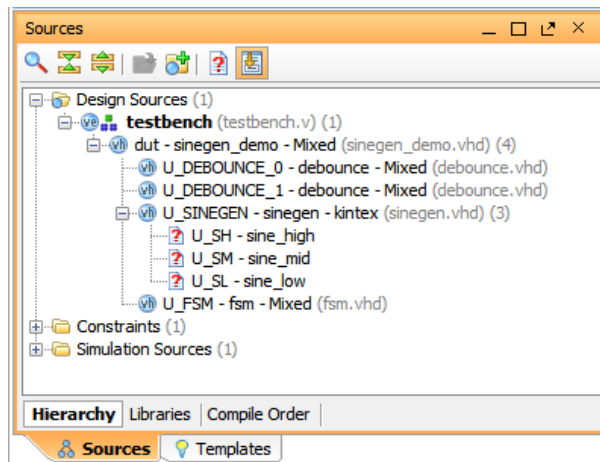 Sources
Design Sources (1)
testbench (testbench.v) (1)
dut - sinegen_demo - Mixed (sinegen_demo.vhd) (4)
U_DEBOUNCE_0 - debounce - Mixed (debounce.vhd)
U_DEBOUNCE_1 - debounce - Mixed (debounce.vhd)
U_SINEGEN - sinegen - kintex (sinegen.vhd) (3)
U_SH - sine_high
U_SM - sine_mid
U_SL - sine_low
U_FSM - fsm - Mixed (fsm.vhd)
Constraints (1)
Simulation Sources (1)
Hierarchy Libraries Compile Order
Sources Templates